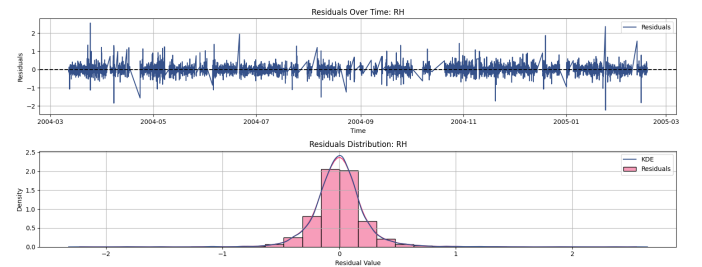 Residuals Over Time: RH
Residuals
2
1
0
−1
−2
Residuals
2004-03
2004-05
2004-07
2004-09
2004-11
2005-01
2005-03
Time
Residuals Distribution: RH
2.5
2.0
1.5
1.0
0.5
0.0
Density
KDE
Residuals
−2
−1
0
1
2
Residual Value